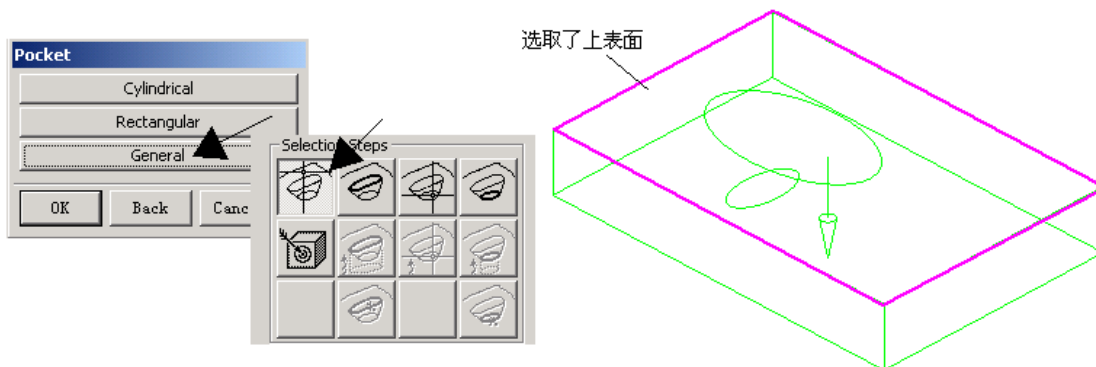 Pocket
Cylindrical
Rectangular
General
OK
Back
Canc
Selection Steps
选取了上表面